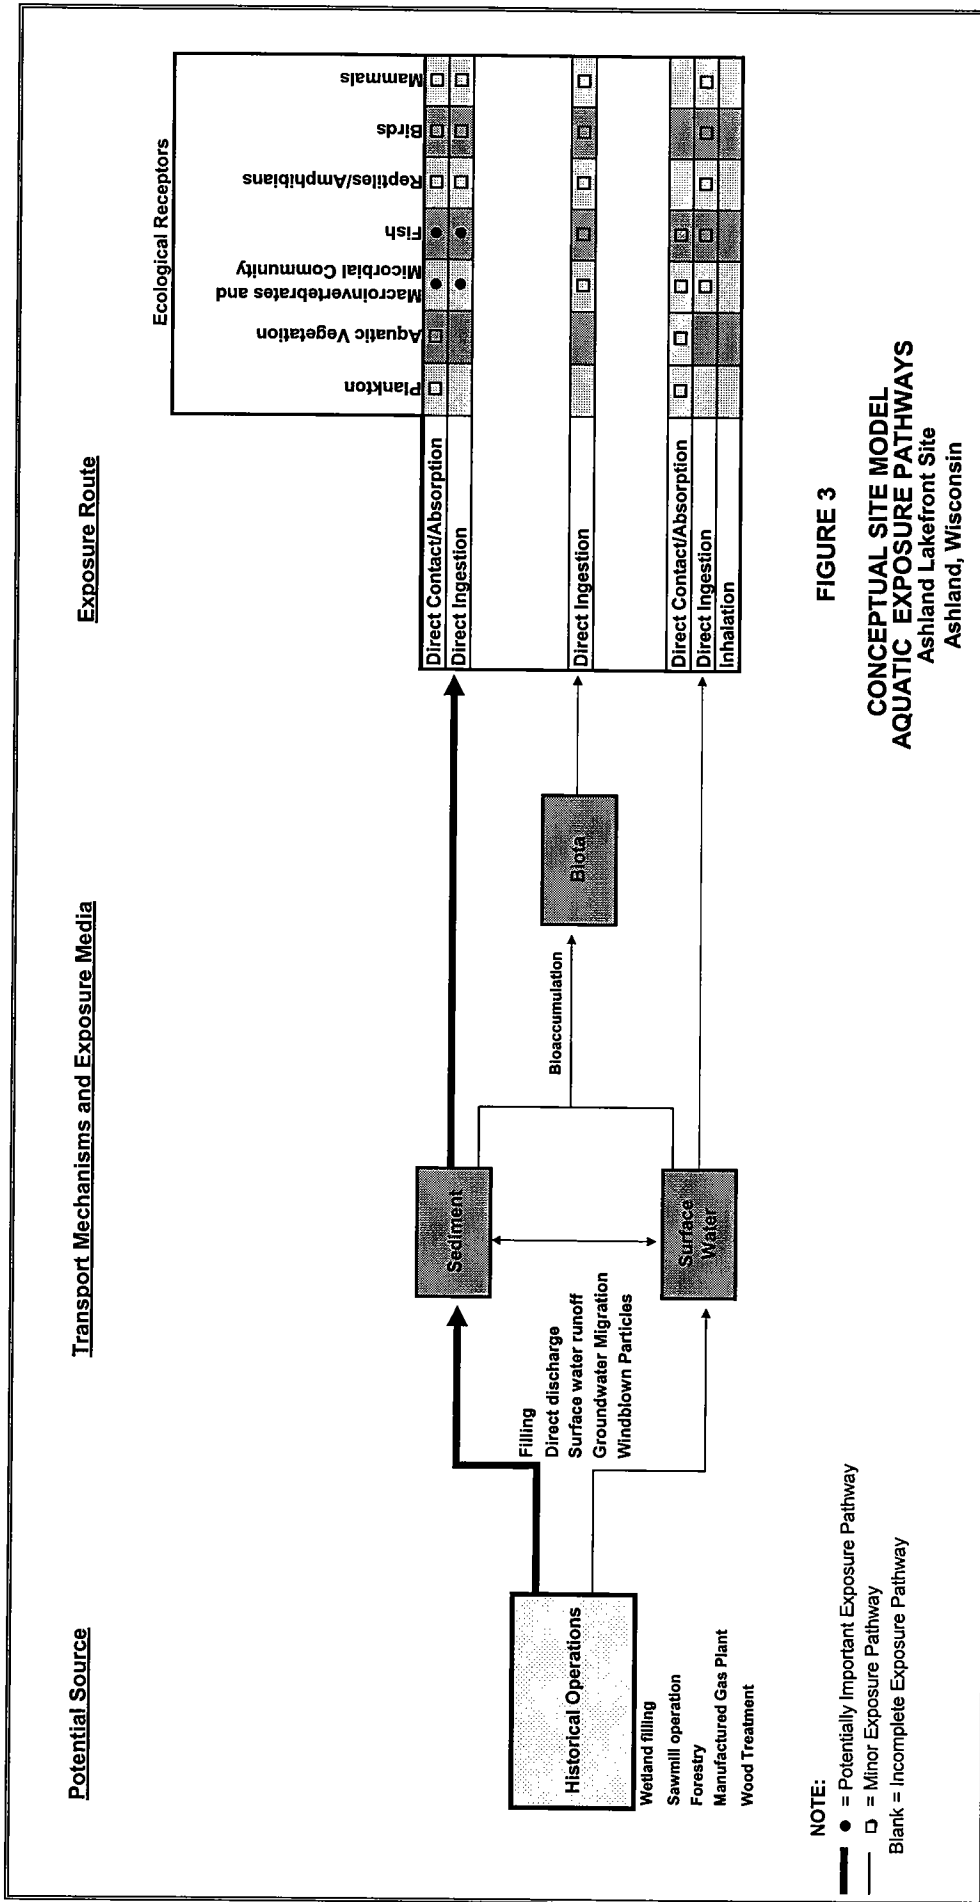 Potential Source
Transport Mechanisms and Exposure Media
Exposure Route
Ecological Receptors
Plankton
Aquatic Vegetation
Macroinvertebrates and
Micorbial Community
Fish
Reptiles/Amphibians
Birds
Mammals
Historical Operations
Wetland filling
Sawmill operation
Forestry
Manufactured Gas Plant
Wood Treatment
Filling
Direct discharge
Surface water runoff
Groundwater Migration
Windblown Particles
Sediment
Surface
Water
Bioaccumulation
Biota
Direct Contact/Absorption
Direct Ingestion
Direct Ingestion
Direct Contact/Absorption
Direct Ingestion
Inhalation
NOTE:
= Potentially Important Exposure Pathway
= Minor Exposure Pathway
Blank = Incomplete Exposure Pathway
FIGURE 3
CONCEPTUAL SITE MODEL
AQUATIC EXPOSURE PATHWAYS
Ashland Lakefront Site
Ashland, Wisconsin